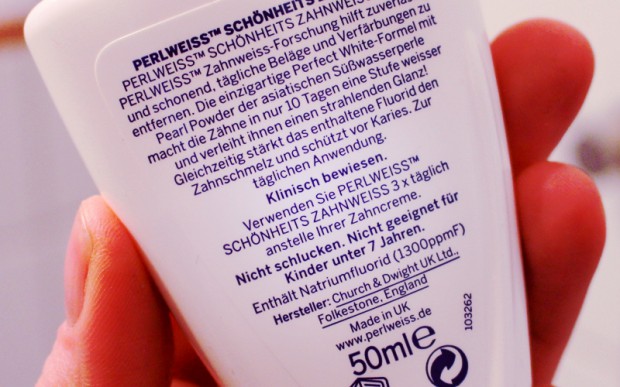 PERLWEISS™ SCHÖNHEITS
PERLWEISS™ SCHÖNHEITS ZAHNWEISS
PERLWEISS™ Zahnweiss-Forschung hilft zuverläs
und schonend, tägliche Beläge und Verfärbungen zu
entfernen. Die einzigartige Perfect White-Formel mit
Pearl Powder der asiatischen Süßwasserperle
macht die Zähne in nur 10 Tagen eine Stufe weisser
und verleiht ihnen einen strahlenden Glanz!
Gleichzeitig stärkt das enthaltene Fluorid den
Zahnschmelz und schützt vor Karies. Zur
täglichen Anwendung.
Klinisch bewiesen.
Verwenden Sie PERLWEISS™
SCHÖNHEITS ZAHNWEISS 3 x täglich
anstelle Ihrer Zahncreme.
Nicht schlucken. Nicht geeignet für
Kinder unter 7 Jahren.
Enthält Natriumfluorid (1300ppmF)
Hersteller: Church & Dwight UK Ltd.,
Folkestone, England
Made in UK
www.perlweiss.de
50ml e
2
103262